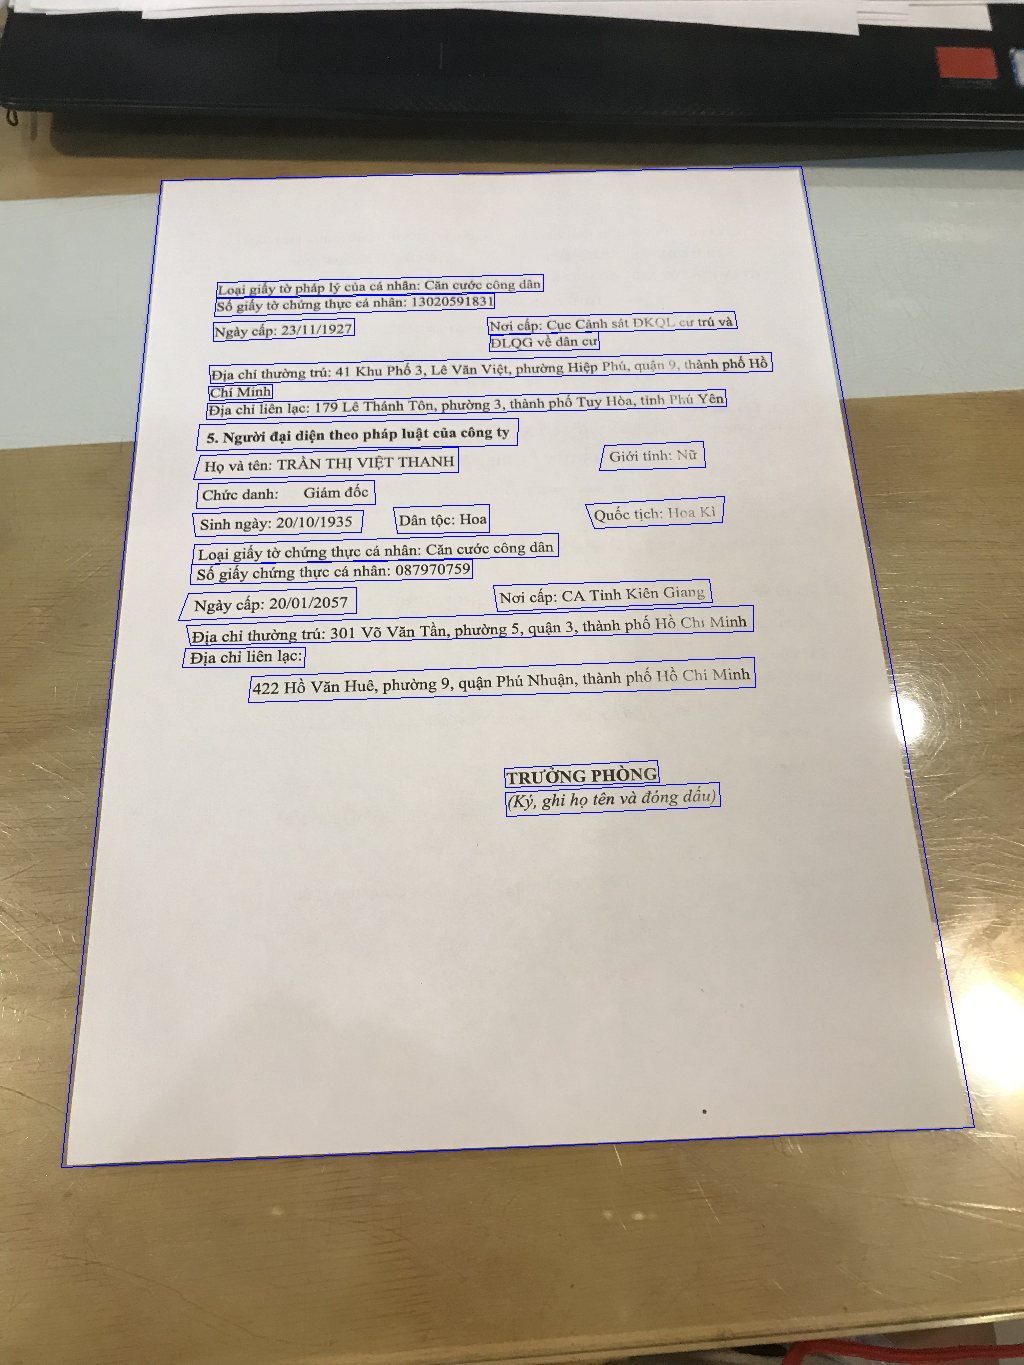 Loại giấy tờ pháp lý của cá nhân: Căn cước công dân
Số giấy tờ chứng thực cá nhân: 13020591831
Ngày cấp: 23/11/1927 Nơi cấp: Cục Cảnh sát ĐKQL cư trú và
ĐLQG về dân cư
Địa chỉ thường trú: 41 Khu Phố 3, Lê Văn Việt, phường Hiệp Phú, quận 9, thành phố Hồ
Chí Minh
Địa chỉ liên lạc: 179 Lê Thánh Tôn, phường 3, thành phố Tuy Hòa, tỉnh Phú Yên
5. Người đại diện theo pháp luật của công ty
Họ và tên: TRẦN THỊ VIỆT THANH Giới tính: Nữ
Chức danh: Giám đốc
Sinh ngày: 20/10/1935 Dân tộc: Hoa Quốc tịch: Hoa Kì
Loại giấy tờ chứng thực cá nhân: Căn cước công dân
Số giấy chứng thực cá nhân: 087970759
Ngày cấp: 20/01/2057 Nơi cấp: CA Tỉnh Kiên Giang
Địa chỉ thường trú: 301 Võ Văn Tần, phường 5, quận 3, thành phố Hồ Chí Minh
Địa chỉ liên lạc:
422 Hồ Văn Huê, phường 9, quận Phú Nhuận, thành phố Hồ Chí Minh
TRƯỞNG PHÒNG
(Ký, ghi họ tên và đóng dấu)